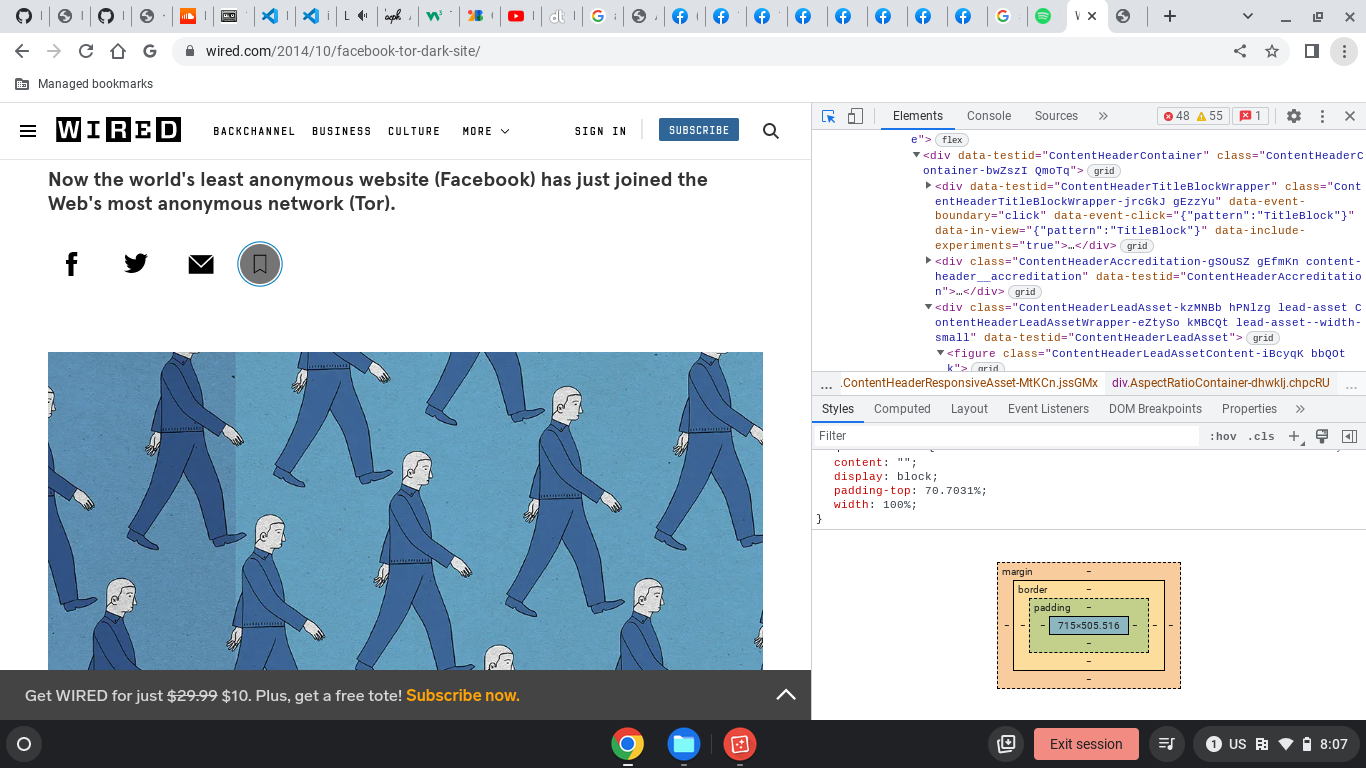 wired.com/2014/10/facebook-tor-dark-site/
Managed bookmarks
WIRED
BACKCHANNEL BUSINESS CULTURE MORE
SIGN IN
SUBSCRIBE
Now the world's least anonymous website (Facebook) has just joined the
Web's most anonymous network (Tor).
Get WIRED for just $29.99 $10. Plus, get a free tote! Subscribe now.
Elements Console Sources » 48 55 1
e"> flex
<div data-testid="ContentHeaderContainer" class="ContentHeaderC
ontainer-bwZszI QmoTq"> grid
<div data-testid="ContentHeaderTitleBlockWrapper" class="Cont
entHeaderTitleBlockWrapper-jrcGkJ gEzzYu" data-event-
boundary="click" data-event-click="{"pattern":"TitleBlock"}"
data-in-view="{"pattern":"TitleBlock"}" data-include-
experiments="true">…</div> grid
<div class="ContentHeaderAccreditation-gSOuSZ gEfmKn content-
header__accreditation" data-testid="ContentHeaderAccreditatio
n">…</div> grid
<div class="ContentHeaderLeadAsset-kzMNBb hPNlzg lead-asset C
ontentHeaderLeadAssetWrapper-eZtySo kMBCQt lead-asset--width-
small" data-testid="ContentHeaderLeadAsset"> grid
<figure class="ContentHeaderLeadAssetContent-iBcyqK bbQOt
k"> grid
... .ContentHeaderResponsiveAsset-MtKCn.jssGMx div.AspectRatioContainer-dhwklj.chpcRU ...
Styles Computed Layout Event Listeners DOM Breakpoints Properties »
Filter :hov .cls
content: "";
display: block;
padding-top: 70.7031%;
width: 100%;
}
margin –
border –
padding –
– – – 715×505.516 – – –
–
–
–
Exit session
1 US 8:07